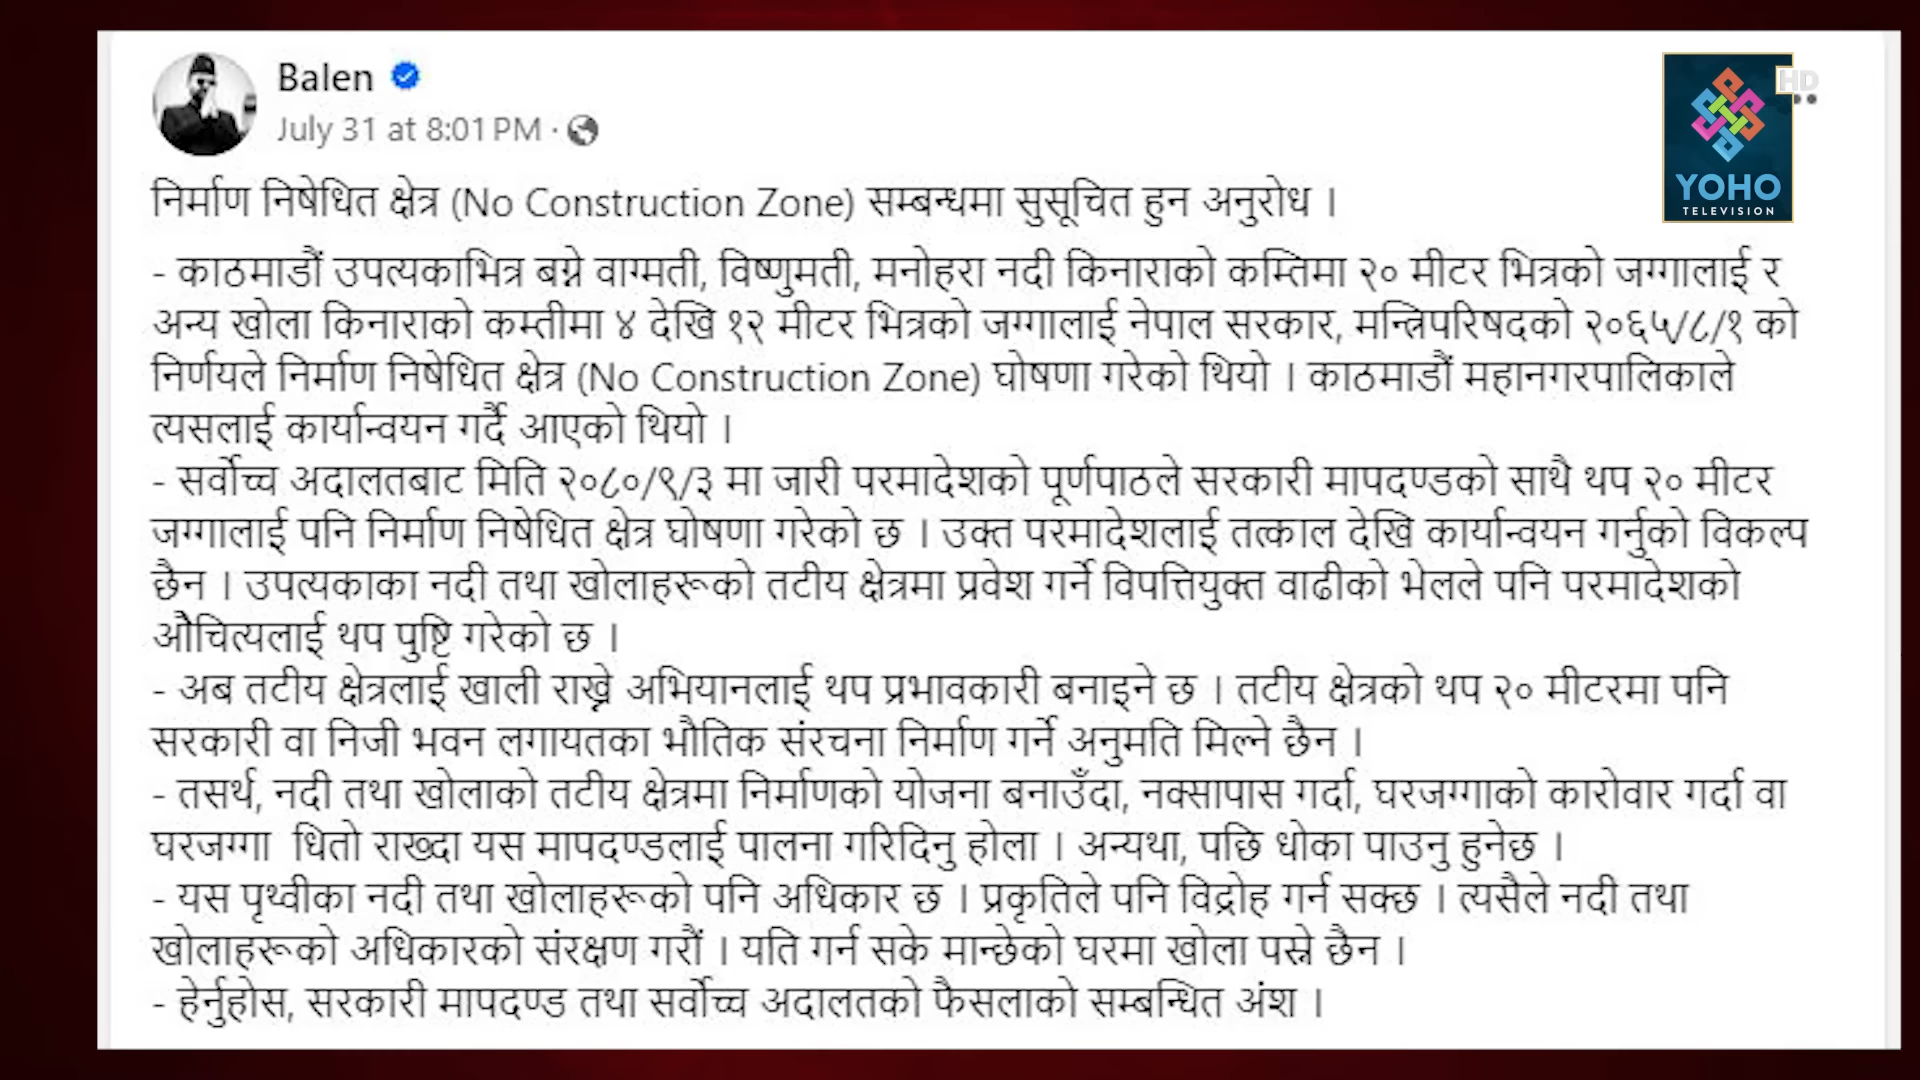 Balen
July 31 at 8:01 PM ·
HD
YOHO
TELEVISION
निर्माण निषेधित क्षेत्र (No Construction Zone) सम्बन्धमा सुसूचित हुन अनुरोध ।
- काठमाडौं उपत्यकाभित्र बग्ने वाग्मती, विष्णुमती, मनोहरा नदी किनाराको कम्तिमा २० मीटर भित्रको जग्गालाई र
अन्य खोला किनाराको कम्तीमा ४ देखि १२ मीटर भित्रको जग्गालाई नेपाल सरकार, मन्त्रिपरिषदको २०६५/८/१ को
निर्णयले निर्माण निषेधित क्षेत्र (No Construction Zone) घोषणा गरेको थियो । काठमाडौं महानगरपालिकाले
त्यसलाई कार्यान्वयन गर्दै आएको थियो ।
- सर्वोच्च अदालतबाट मिति २०८०/९/३ मा जारी परमादेशको पूर्णपाठले सरकारी मापदण्डको साथै थप २० मीटर
जग्गालाई पनि निर्माण निषेधित क्षेत्र घोषणा गरेको छ । उक्त परमादेशलाई तत्काल देखि कार्यान्वयन गर्नुको विकल्प
छैन । उपत्यकाका नदी तथा खोलाहरूको तटीय क्षेत्रमा प्रवेश गर्ने विपत्तियुक्त वाढीको भेलले पनि परमादेशको
औचित्यलाई थप पुष्टि गरेको छ ।
- अब तटीय क्षेत्रलाई खाली राख्ने अभियानलाई थप प्रभावकारी बनाइने छ । तटीय क्षेत्रको थप २० मीटरमा पनि
सरकारी वा निजी भवन लगायतका भौतिक संरचना निर्माण गर्ने अनुमति मिल्ने छैन ।
- तसर्थ, नदी तथा खोलाको तटीय क्षेत्रमा निर्माणको योजना बनाउँदा, नक्सापास गर्दा, घरजग्गाको कारोवार गर्दा वा
घरजग्गा धितो राख्दा यस मापदण्डलाई पालना गरिदिनु होला । अन्यथा, पछि धोका पाउनु हुनेछ ।
- यस पृथ्वीका नदी तथा खोलाहरूको पनि अधिकार छ । प्रकृतिले पनि विद्रोह गर्न सक्छ । त्यसैले नदी तथा
खोलाहरूको अधिकारको संरक्षण गरौं । यति गर्न सके मान्छेको घरमा खोला पस्ने छैन ।
- हेर्नुहोस, सरकारी मापदण्ड तथा सर्वोच्च अदालतको फैसलाको सम्बन्धित अंश ।